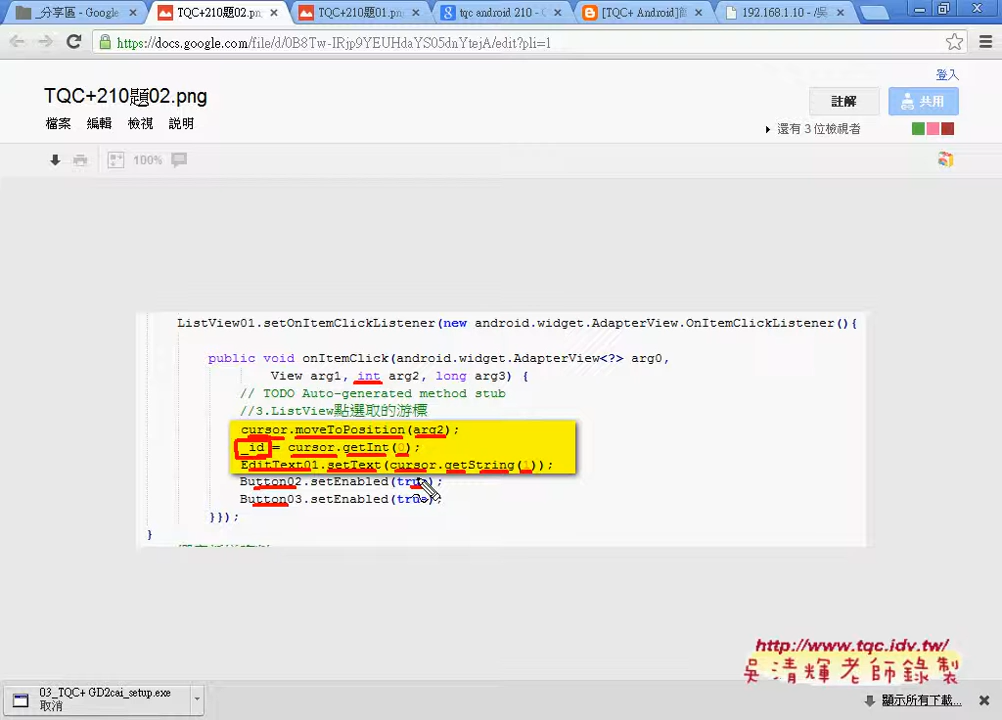 _分享區 - Google
TQC+210題02.pn
TQC+210題01.pn
tqc android 210 -
[TQC+ Android]
192.168.1.10 - /吳
https://docs.google.com/file/d/0B8Tw-IRjp9YEUHdaYS05dnYtejA/edit?pli=1
登入
TQC+210題02.png
註解
共用
檔案 編輯 檢視 說明
還有 3 位檢視者
100%
ListView01.setOnItemClickListener(new android.widget.AdapterView.OnItemClickListener(){
public void onItemClick(android.widget.AdapterView<?> arg0,
View arg1, int arg2, long arg3) {
// TODO Auto-generated method stub
//3.ListView點選取的游標
cursor.moveToPosition(arg2);
_id = cursor.getInt(0);
EditText01.setText(cursor.getString(1));
Button02.setEnabled(true);
Button03.setEnabled(true);
}});
}
http://www.tqc.idv.tw/
吳清輝老師錄製
03_TQC+ GD2cai_setup.exe
取消
顯示所有下載...